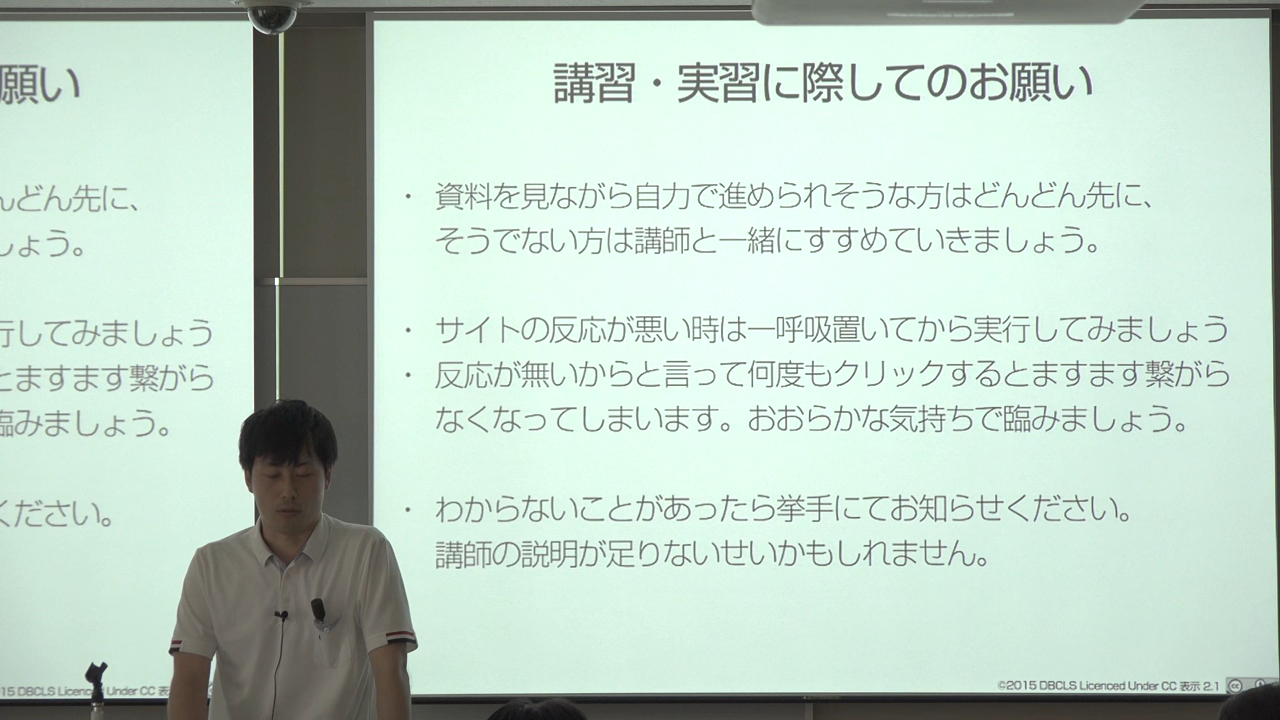 願い
んどん先に、
しょう。
行してみましょう
とますます繋がら
臨みましょう。
ください。
15 DBCLS Licenc Under CC 表
講習・実習に際してのお願い
・ 資料を見ながら自力で進められそうな方はどんどん先に、
そうでない方は講師と一緒にすすめていきましょう。
・ サイトの反応が悪い時は一呼吸置いてから実行してみましょう
・ 反応が無いからと言って何度もクリックするとますます繋がら
なくなってしまいます。おおらかな気持ちで臨みましょう。
・ わからないことがあったら挙手にてお知らせください。
講師の説明が足りないせいかもしれません。
©2015 DBCLS Licenced Under CC 表示 2.1